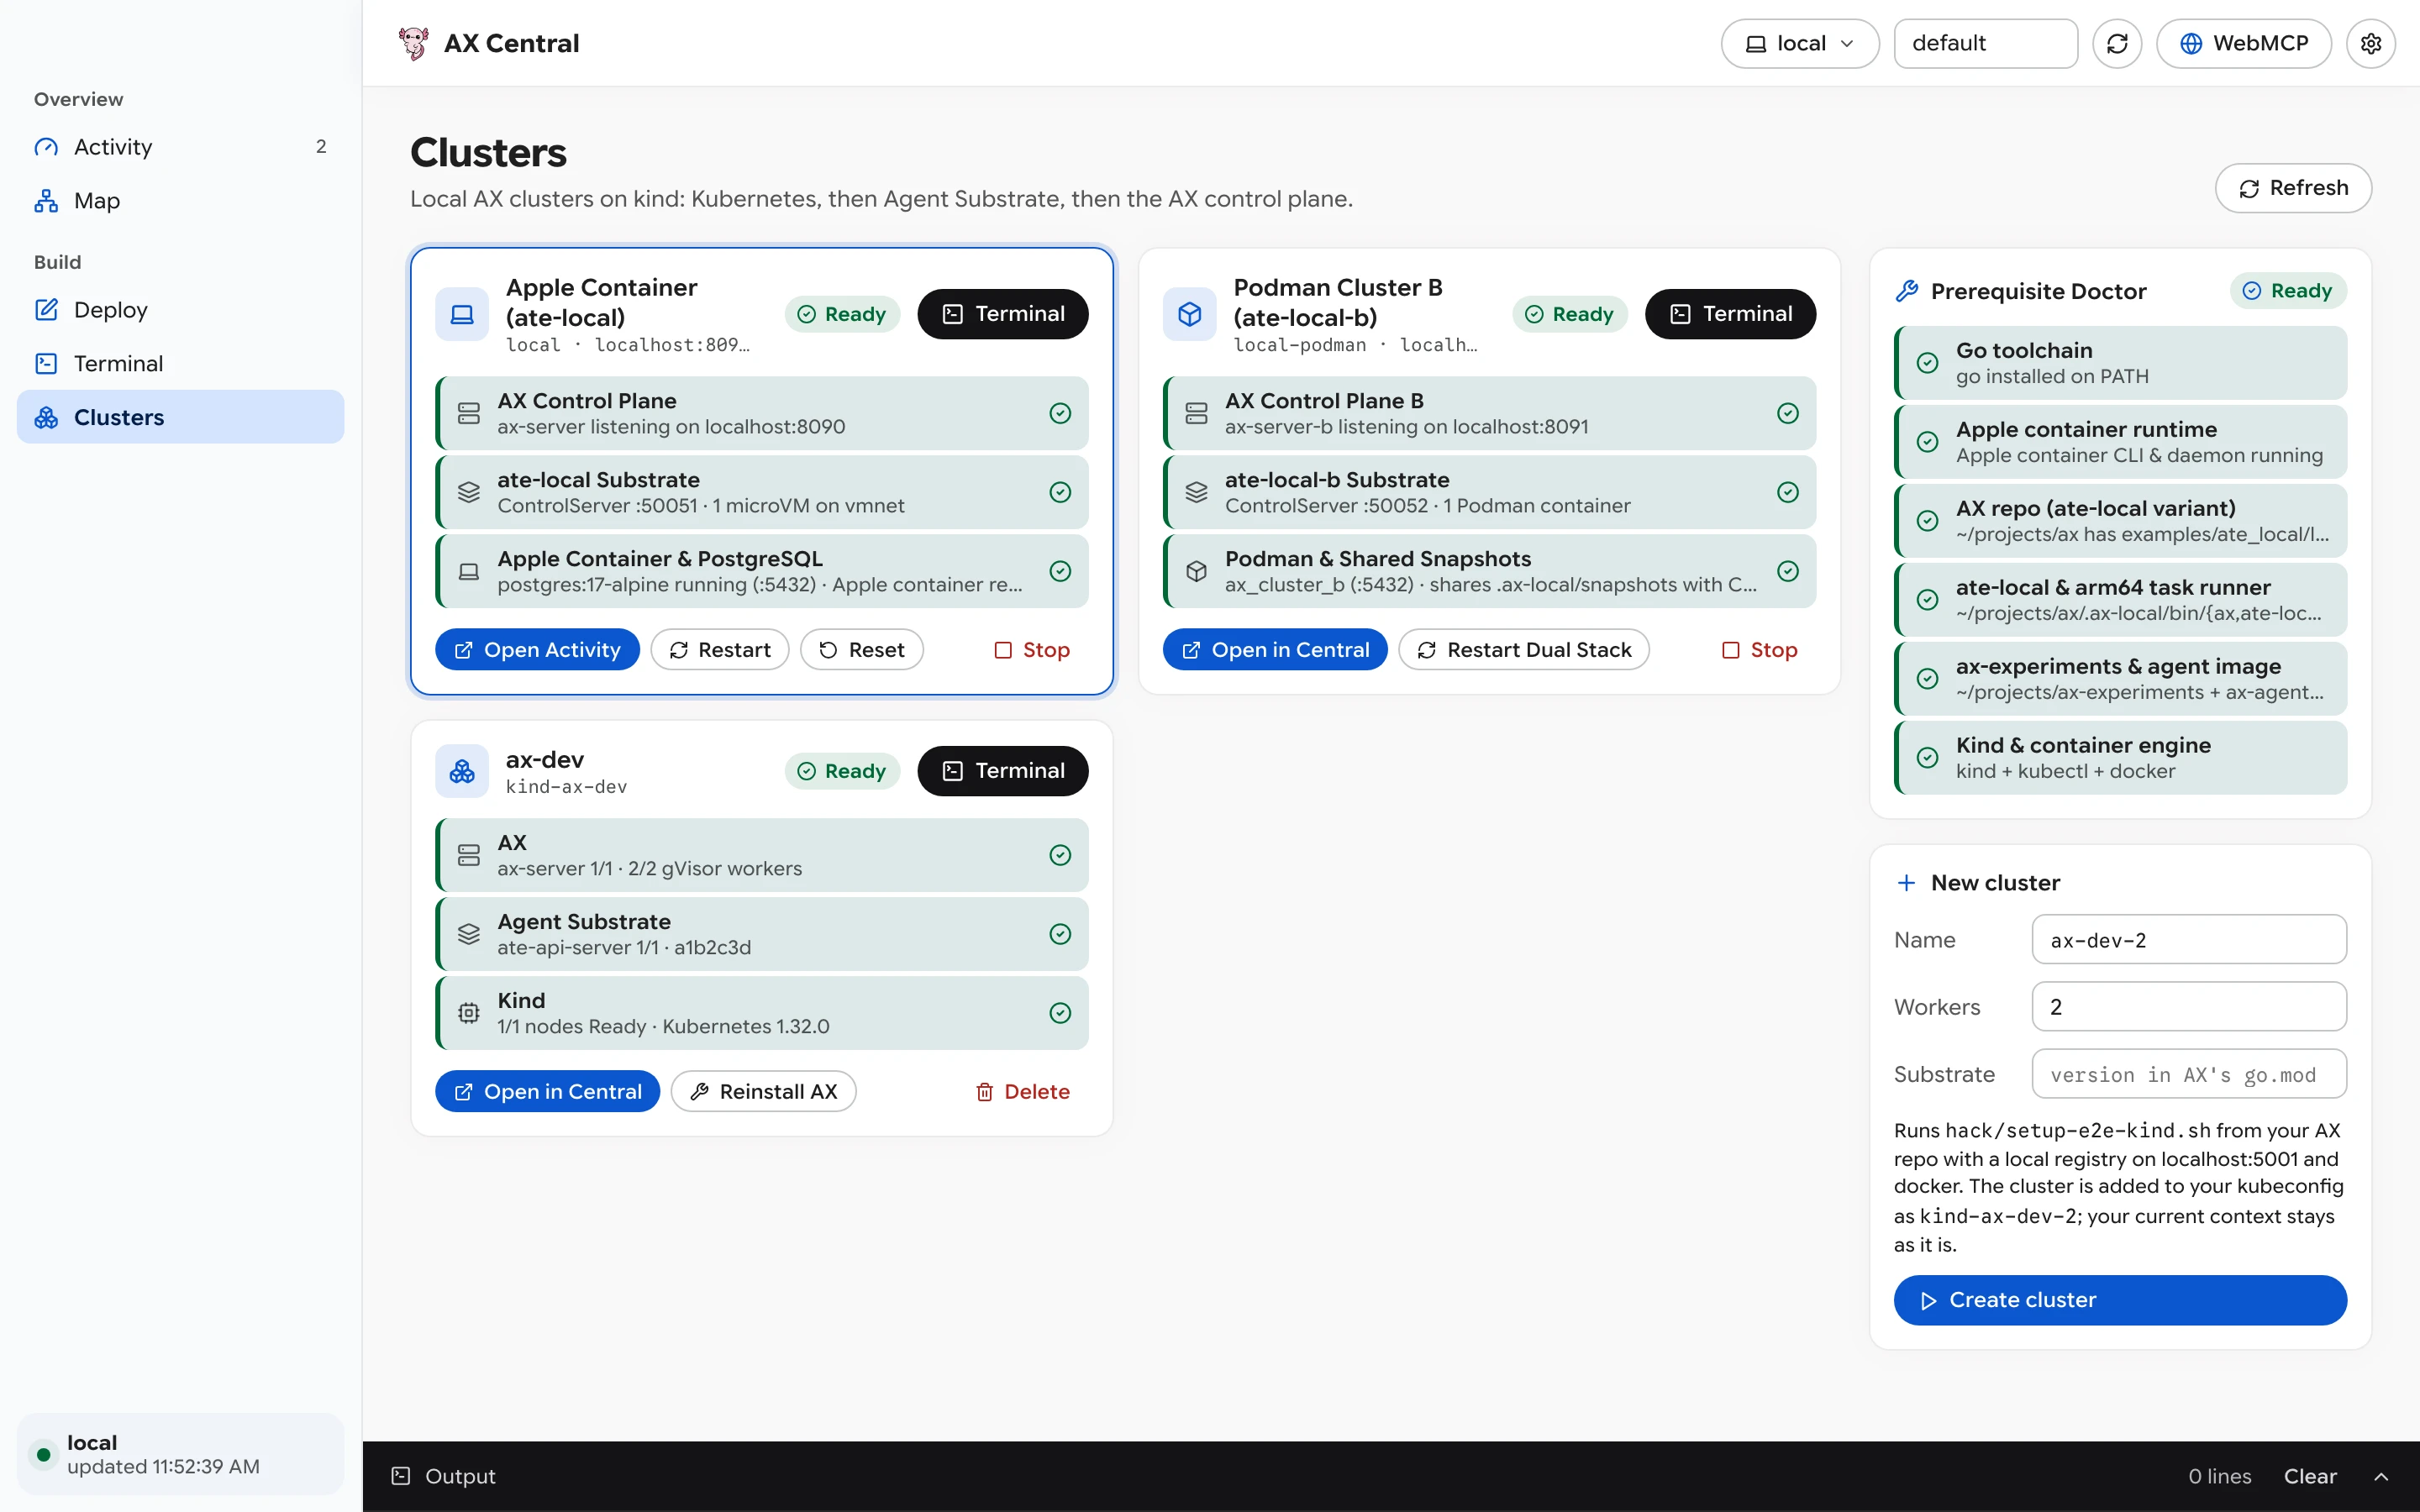 AX Central
local
default
WebMCP
Overview
Activity 2
Map
Build
Deploy
Terminal
Clusters
local
updated 11:52:39 AM
Clusters
Local AX clusters on kind: Kubernetes, then Agent Substrate, then the AX control plane.
Refresh
Apple Container
(ate-local)
local · localhost:809…
Ready
Terminal
AX Control Plane
ax-server listening on localhost:8090
ate-local Substrate
ControlServer :50051 · 1 microVM on vmnet
Apple Container & PostgreSQL
postgres:17-alpine running (:5432) · Apple container re…
Open Activity
Restart
Reset
Stop
Podman Cluster B
(ate-local-b)
local-podman · localh…
Ready
Terminal
AX Control Plane B
ax-server-b listening on localhost:8091
ate-local-b Substrate
ControlServer :50052 · 1 Podman container
Podman & Shared Snapshots
ax_cluster_b (:5432) · shares .ax-local/snapshots with C…
Open in Central
Restart Dual Stack
Stop
ax-dev
kind-ax-dev
Ready
Terminal
AX
ax-server 1/1 · 2/2 gVisor workers
Agent Substrate
ate-api-server 1/1 · a1b2c3d
Kind
1/1 nodes Ready · Kubernetes 1.32.0
Open in Central
Reinstall AX
Delete
Prerequisite Doctor
Ready
Go toolchain
go installed on PATH
Apple container runtime
Apple container CLI & daemon running
AX repo (ate-local variant)
~/projects/ax has examples/ate_local/l…
ate-local & arm64 task runner
~/projects/ax/.ax-local/bin/{ax,ate-loc…
ax-experiments & agent image
~/projects/ax-experiments + ax-agent…
Kind & container engine
kind + kubectl + docker
New cluster
Name ax-dev-2
Workers 2
Substrate version in AX's go.mod
Runs hack/setup-e2e-kind.sh from your AX
repo with a local registry on localhost:5001 and
docker. The cluster is added to your kubeconfig
as kind-ax-dev-2; your current context stays
as it is.
Create cluster
Output
0 lines
Clear